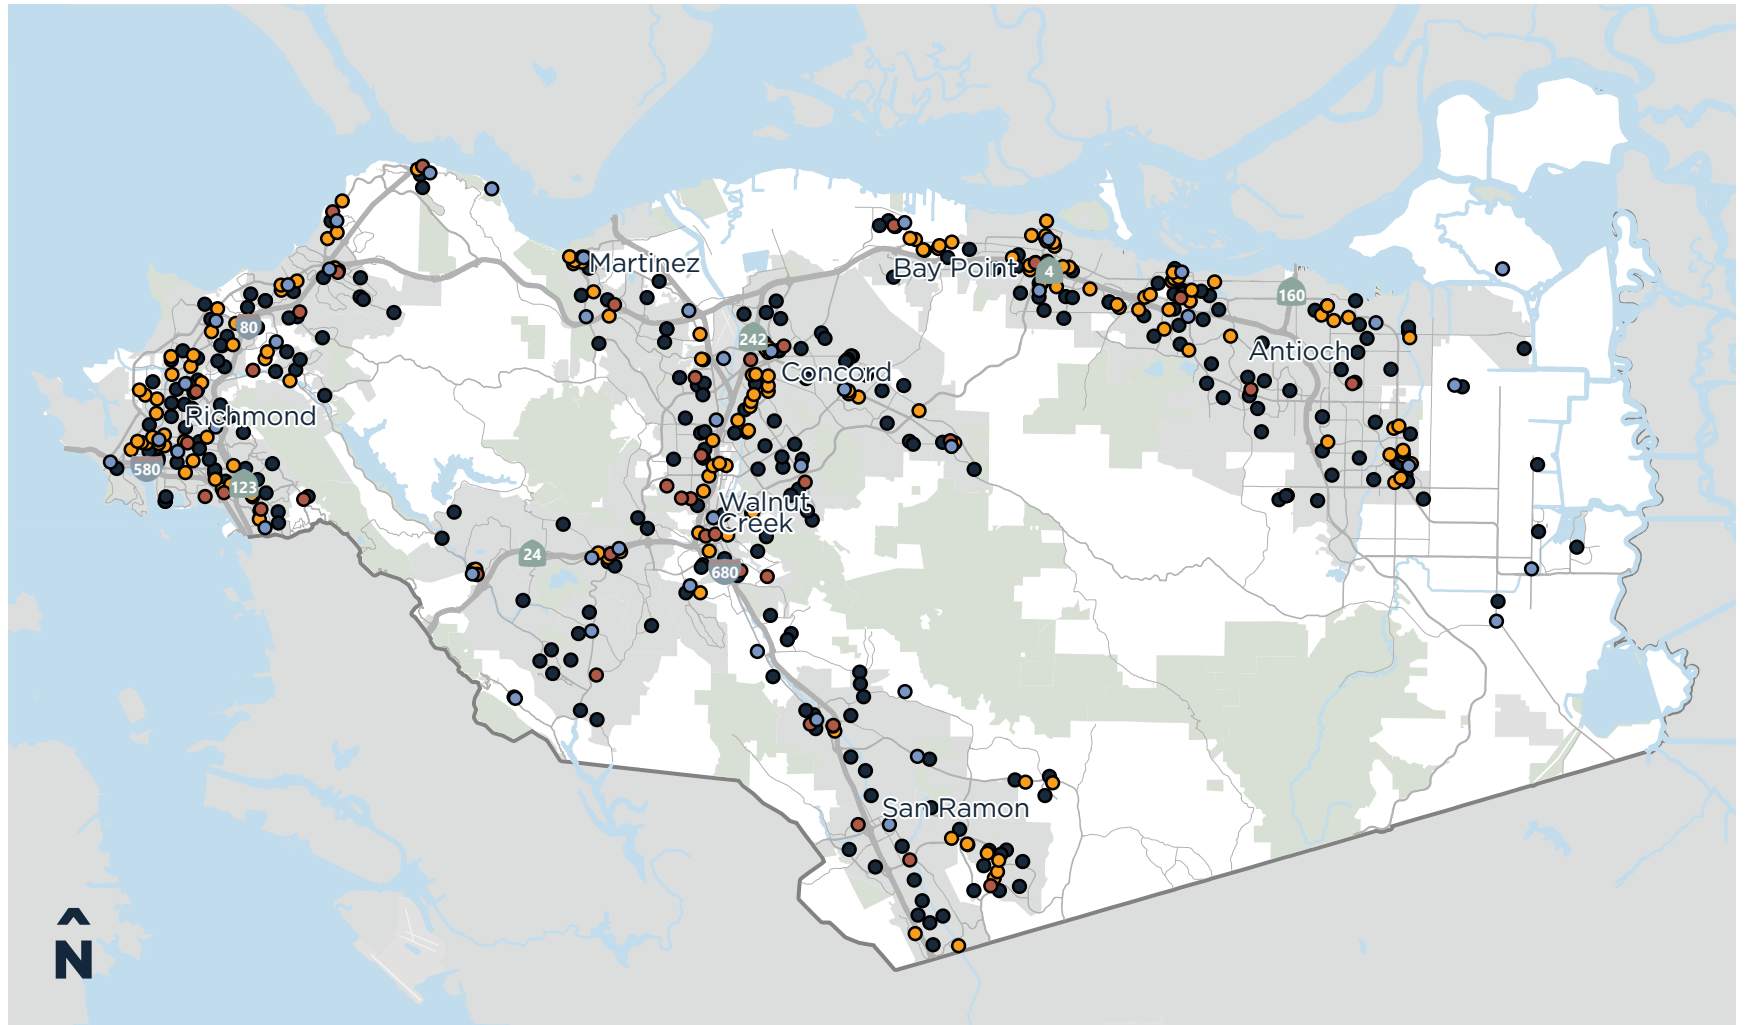 Martinez
Bay Point
4
160
80
242
Antioch
Concord
Richmond
580
123
Walnut
Creek
24
680
San Ramon
N